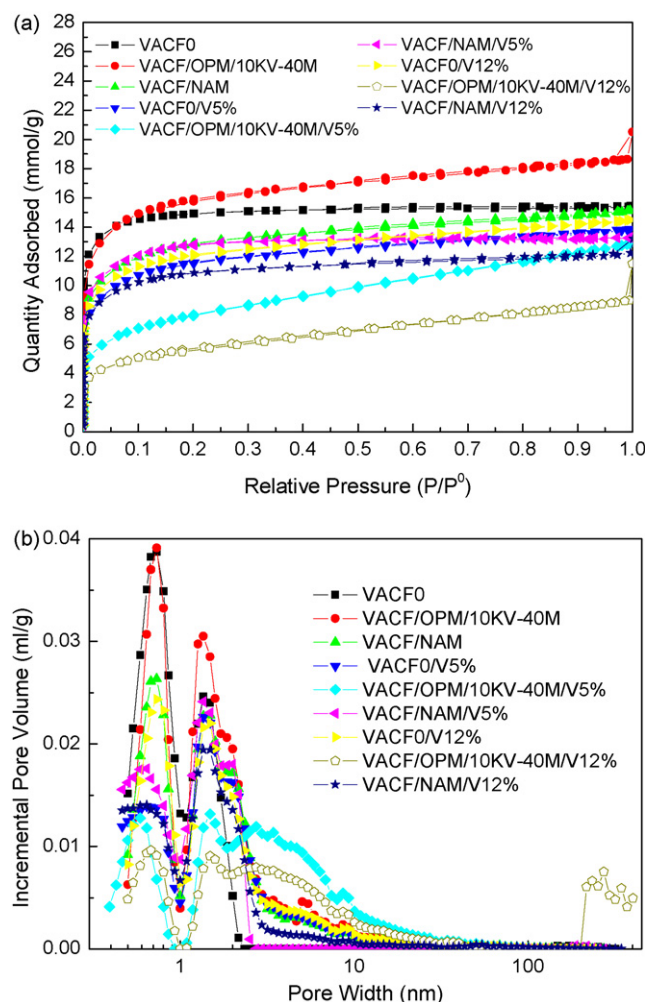 (a)
28
26
24
22
20
18
16
14
12
10
8
6
4
2
0
Quantity Adsorbed (mmol/g)
VACF0
VACF/OPM/10KV-40M
VACF/NAM
VACF0/V5%
VACF/OPM/10KV-40M/V5%
VACF/NAM/V5%
VACF0/V12%
VACF/OPM/10KV-40M/V12%
VACF/NAM/V12%
0.0 0.1 0.2 0.3 0.4 0.5 0.6 0.7 0.8 0.9 1.0
Relative Pressure (P/P⁰)
(b)
0.04
0.03
0.02
0.01
0.00
Incremental Pore Volume (ml/g)
VACF0
VACF/OPM/10KV-40M
VACF/NAM
VACF0/V5%
VACF/OPM/10KV-40M/V5%
VACF/NAM/V5%
VACF0/V12%
VACF/OPM/10KV-40M/V12%
VACF/NAM/V12%
1 10 100
Pore Width (nm)